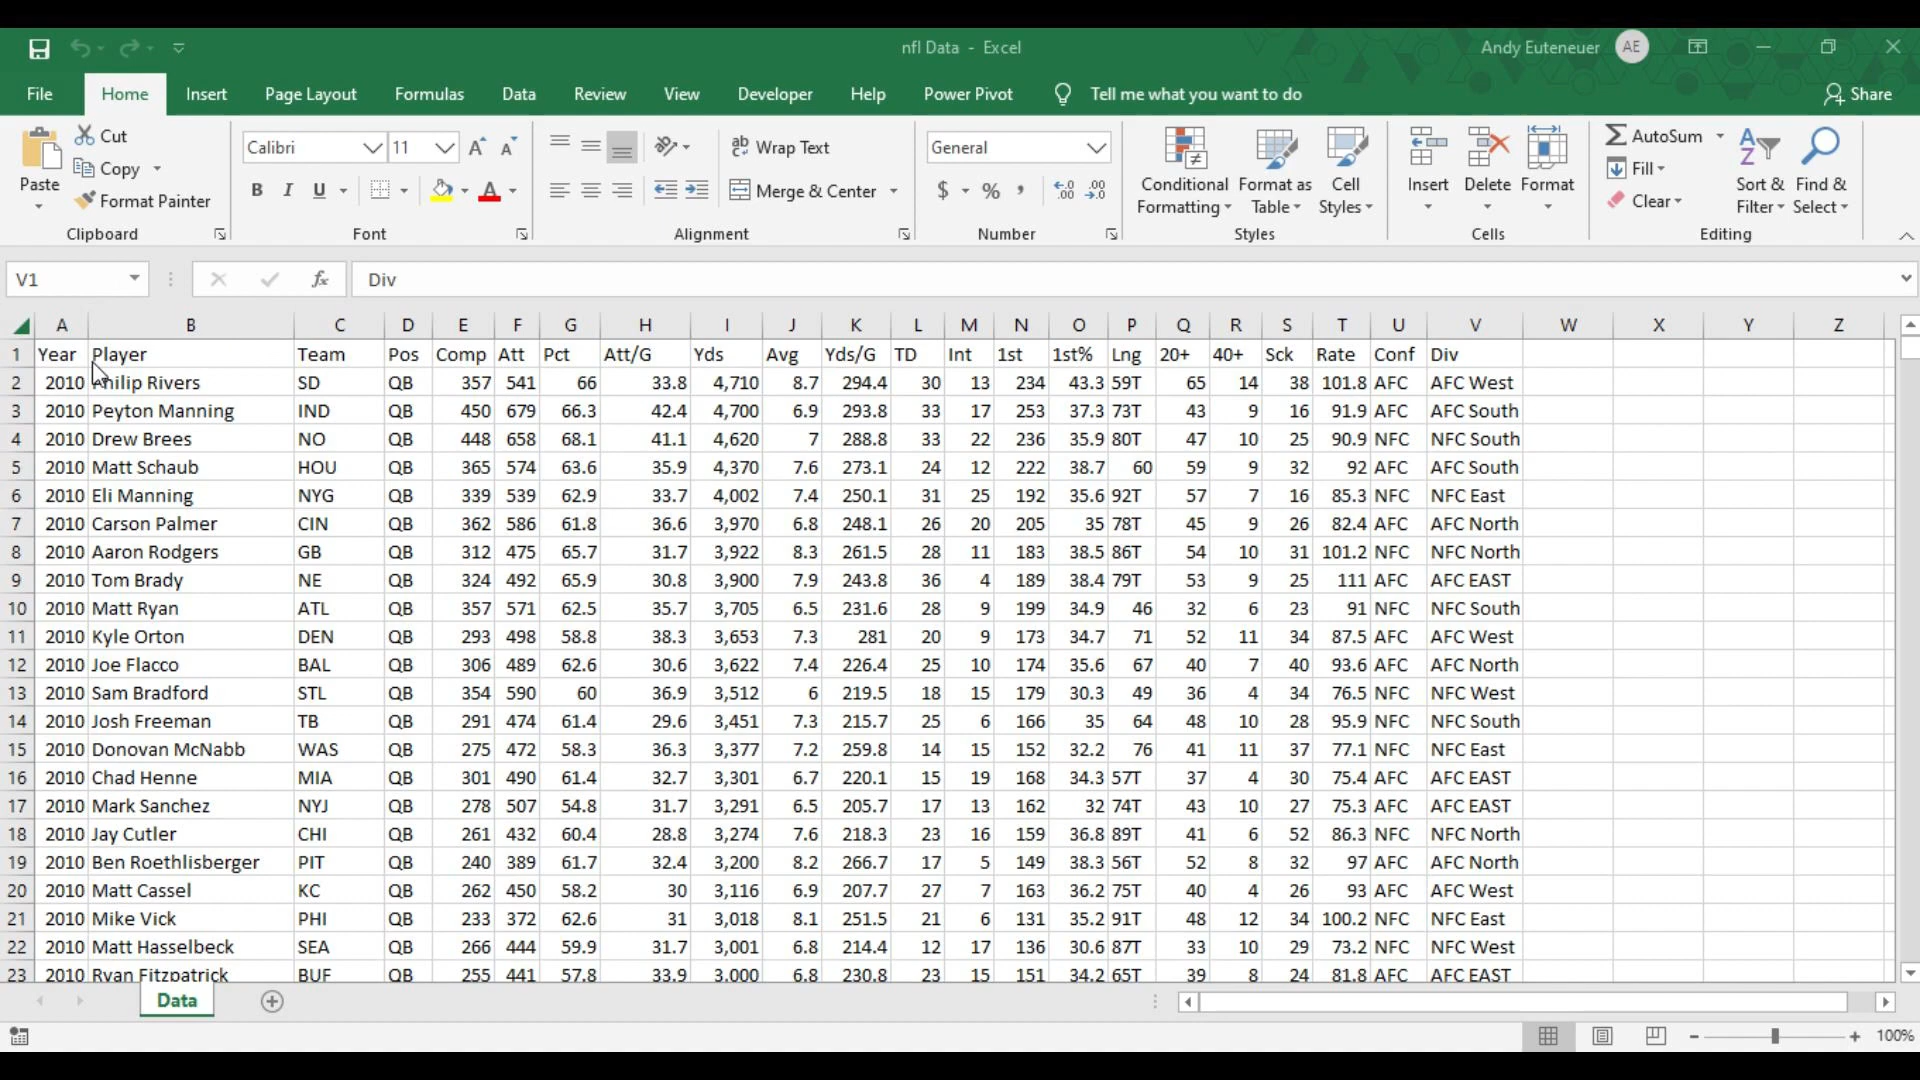 nfl Data - Excel
Andy Euteneuer AE
File Home Insert Page Layout Formulas Data Review View Developer Help Power Pivot Tell me what you want to do Share
Paste
Cut
Copy
Format Painter
Clipboard
Calibri 11
B I U A
Font
Wrap Text
Merge & Center
Alignment
General
$ % ,
Number
Conditional Formatting
Format as Table
Cell Styles
Styles
Insert Delete Format
Cells
AutoSum
Fill
Clear
Sort & Filter
Find & Select
Editing
V1 fx Div
A B C D E F G H I J K L M N O P Q R S T U V W X Y Z
1 Year Player Team Pos Comp Att Pct Att/G Yds Avg Yds/G TD Int 1st 1st% Lng 20+ 40+ Sck Rate Conf Div
2 2010 Philip Rivers SD QB 357 541 66 33.8 4,710 8.7 294.4 30 13 234 43.3 59T 65 14 38 101.8 AFC AFC West
3 2010 Peyton Manning IND QB 450 679 66.3 42.4 4,700 6.9 293.8 33 17 253 37.3 73T 43 9 16 91.9 AFC AFC South
4 2010 Drew Brees NO QB 448 658 68.1 41.1 4,620 7 288.8 33 22 236 35.9 80T 47 10 25 90.9 NFC NFC South
5 2010 Matt Schaub HOU QB 365 574 63.6 35.9 4,370 7.6 273.1 24 12 222 38.7 60 59 9 32 92 AFC AFC South
6 2010 Eli Manning NYG QB 339 539 62.9 33.7 4,002 7.4 250.1 31 25 192 35.6 92T 57 7 16 85.3 NFC NFC East
7 2010 Carson Palmer CIN QB 362 586 61.8 36.6 3,970 6.8 248.1 26 20 205 35 78T 45 9 26 82.4 AFC AFC North
8 2010 Aaron Rodgers GB QB 312 475 65.7 31.7 3,922 8.3 261.5 28 11 183 38.5 86T 54 10 31 101.2 NFC NFC North
9 2010 Tom Brady NE QB 324 492 65.9 30.8 3,900 7.9 243.8 36 4 189 38.4 79T 53 9 25 111 AFC AFC EAST
10 2010 Matt Ryan ATL QB 357 571 62.5 35.7 3,705 6.5 231.6 28 9 199 34.9 46 32 6 23 91 NFC NFC South
11 2010 Kyle Orton DEN QB 293 498 58.8 38.3 3,653 7.3 281 20 9 173 34.7 71 52 11 34 87.5 AFC AFC West
12 2010 Joe Flacco BAL QB 306 489 62.6 30.6 3,622 7.4 226.4 25 10 174 35.6 67 40 7 40 93.6 AFC AFC North
13 2010 Sam Bradford STL QB 354 590 60 36.9 3,512 6 219.5 18 15 179 30.3 49 36 4 34 76.5 NFC NFC West
14 2010 Josh Freeman TB QB 291 474 61.4 29.6 3,451 7.3 215.7 25 6 166 35 64 48 10 28 95.9 NFC NFC South
15 2010 Donovan McNabb WAS QB 275 472 58.3 36.3 3,377 7.2 259.8 14 15 152 32.2 76 41 11 37 77.1 NFC NFC East
16 2010 Chad Henne MIA QB 301 490 61.4 32.7 3,301 6.7 220.1 15 19 168 34.3 57T 37 4 30 75.4 AFC AFC EAST
17 2010 Mark Sanchez NYJ QB 278 507 54.8 31.7 3,291 6.5 205.7 17 13 162 32 74T 43 10 27 75.3 AFC AFC EAST
18 2010 Jay Cutler CHI QB 261 432 60.4 28.8 3,274 7.6 218.3 23 16 159 36.8 89T 41 6 52 86.3 NFC NFC North
19 2010 Ben Roethlisberger PIT QB 240 389 61.7 32.4 3,200 8.2 266.7 17 5 149 38.3 56T 52 8 32 97 AFC AFC North
20 2010 Matt Cassel KC QB 262 450 58.2 30 3,116 6.9 207.7 27 7 163 36.2 75T 40 4 26 93 AFC AFC West
21 2010 Mike Vick PHI QB 233 372 62.6 31 3,018 8.1 251.5 21 6 131 35.2 91T 48 12 34 100.2 NFC NFC East
22 2010 Matt Hasselbeck SEA QB 266 444 59.9 31.7 3,001 6.8 214.4 12 17 136 30.6 87T 33 10 29 73.2 NFC NFC West
23 2010 Ryan Fitzpatrick BUF QB 255 441 57.8 33.9 3,000 6.8 230.8 23 15 151 34.2 65T 39 8 24 81.8 AFC AFC EAST
Data
100%